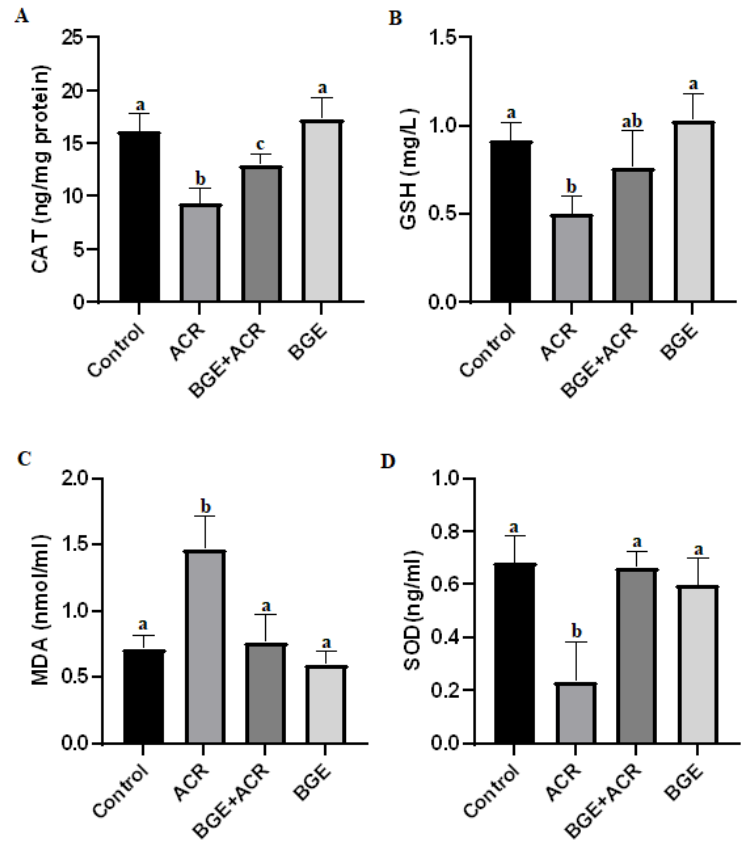 A
CAT (ng/mg protein)
25
20
15
10
5
0
a
b
c
a
Control
ACR
BGE+ACR
BGE
B
GSH (mg/L)
1.5
1.0
0.5
0.0
a
b
ab
a
Control
ACR
BGE+ACR
BGE
C
MDA (nmol/ml)
2.0
1.5
1.0
0.5
0.0
a
b
a
a
Control
ACR
BGE+ACR
BGE
D
SOD(ng/ml)
1.0
0.8
0.6
0.4
0.2
0.0
a
b
a
a
Control
ACR
BGE+ACR
BGE